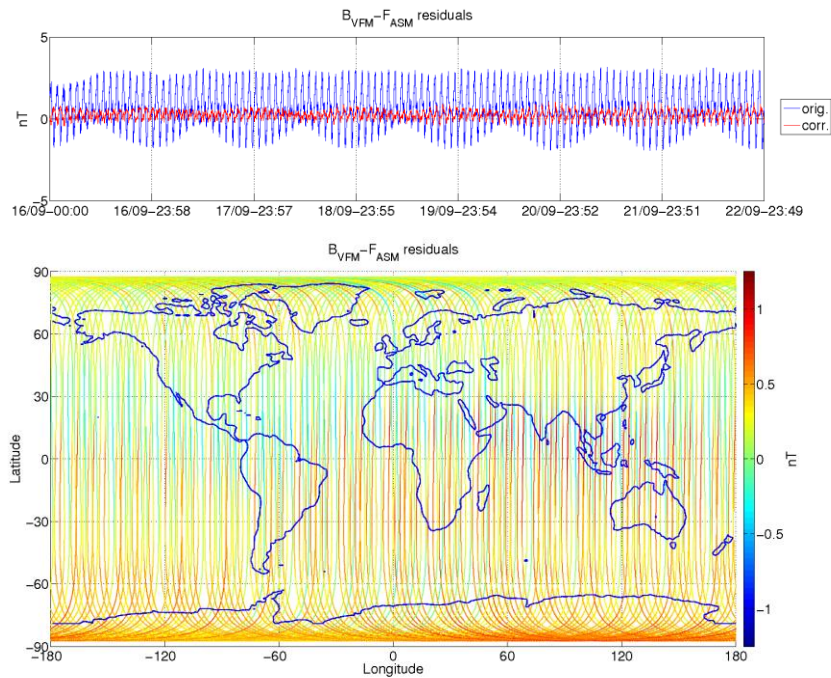 B_VFM−F_ASM residuals
5
0
−5
nT
16/09−00:00 16/09−23:58 17/09−23:57 18/09−23:55 19/09−23:54 20/09−23:52 21/09−23:51 22/09−23:49
orig.
corr.
B_VFM−F_ASM residuals
90
60
30
0
−30
−60
−90
Latitude
−180 −120 −60 0 60 120 180
Longitude
1
0.5
0
−0.5
−1
nT